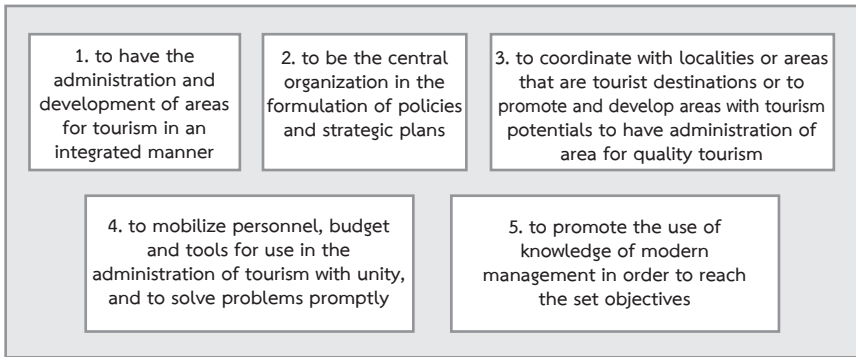 1. to have the
administration and
development of areas
for tourism in an
integrated manner
2. to be the central
organization in the
formulation of policies
and strategic plans
3. to coordinate with localities or areas
that are tourist destinations or to
promote and develop areas with tourism
potentials to have administration of
area for quality tourism
4. to mobilize personnel, budget
and tools for use in the
administration of tourism with unity,
and to solve problems promptly
5. to promote the use of
knowledge of modern
management in order to reach
the set objectives